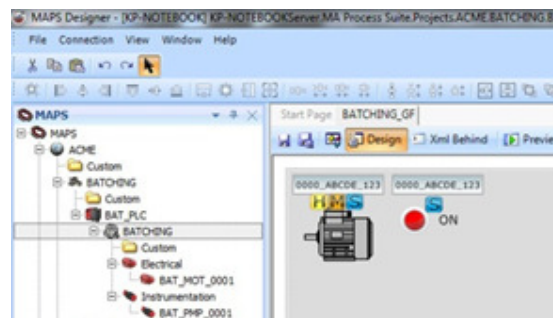 MAPS Designer - [KP-NOTEBOOK] KP-NOTEBOOKServer.MA Process Suite.Projects.ACME.BATCHING.B
File Connection View Window Help
MAPS
MAPS
ACME
Custom
BATCHING
Custom
BAT_PLC
BATCHING
Custom
Electrical
BAT_MOT_0001
Instrumentation
BAT_PMP_0001
Start Page BATCHING_GF
Design Xml Behind Previe
0000_ABCDE_123 0000_ABCDE_123
H M S S
ON